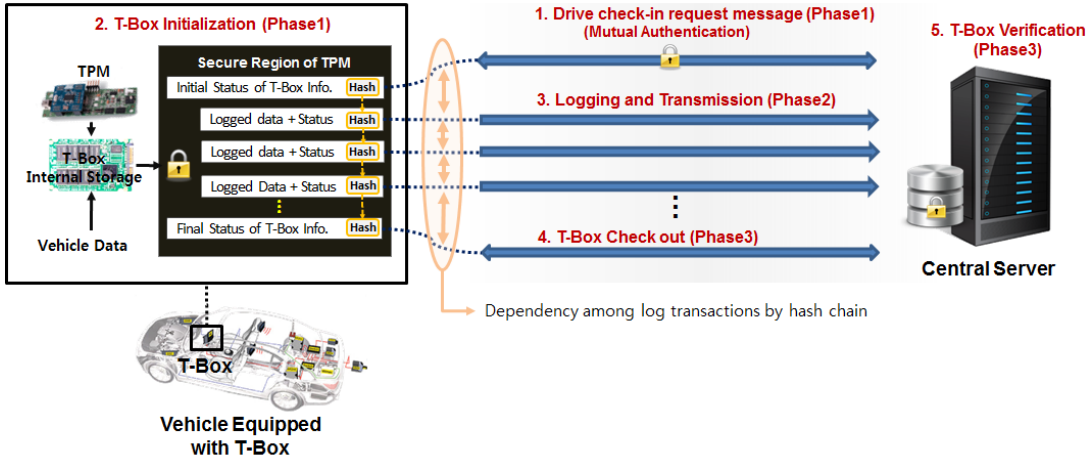 2. T-Box Initialization (Phase1)
TPM
T-Box
Internal Storage
Vehicle Data
Secure Region of TPM
Initial Status of T-Box Info. Hash
Logged data + Status Hash
Logged data + Status Hash
Logged Data + Status Hash
Final Status of T-Box Info. Hash
1. Drive check-in request message (Phase1)
(Mutual Authentication)
3. Logging and Transmission (Phase2)
4. T-Box Check out (Phase3)
5. T-Box Verification
(Phase3)
Central Server
Dependency among log transactions by hash chain
T-Box
Vehicle Equipped
with T-Box